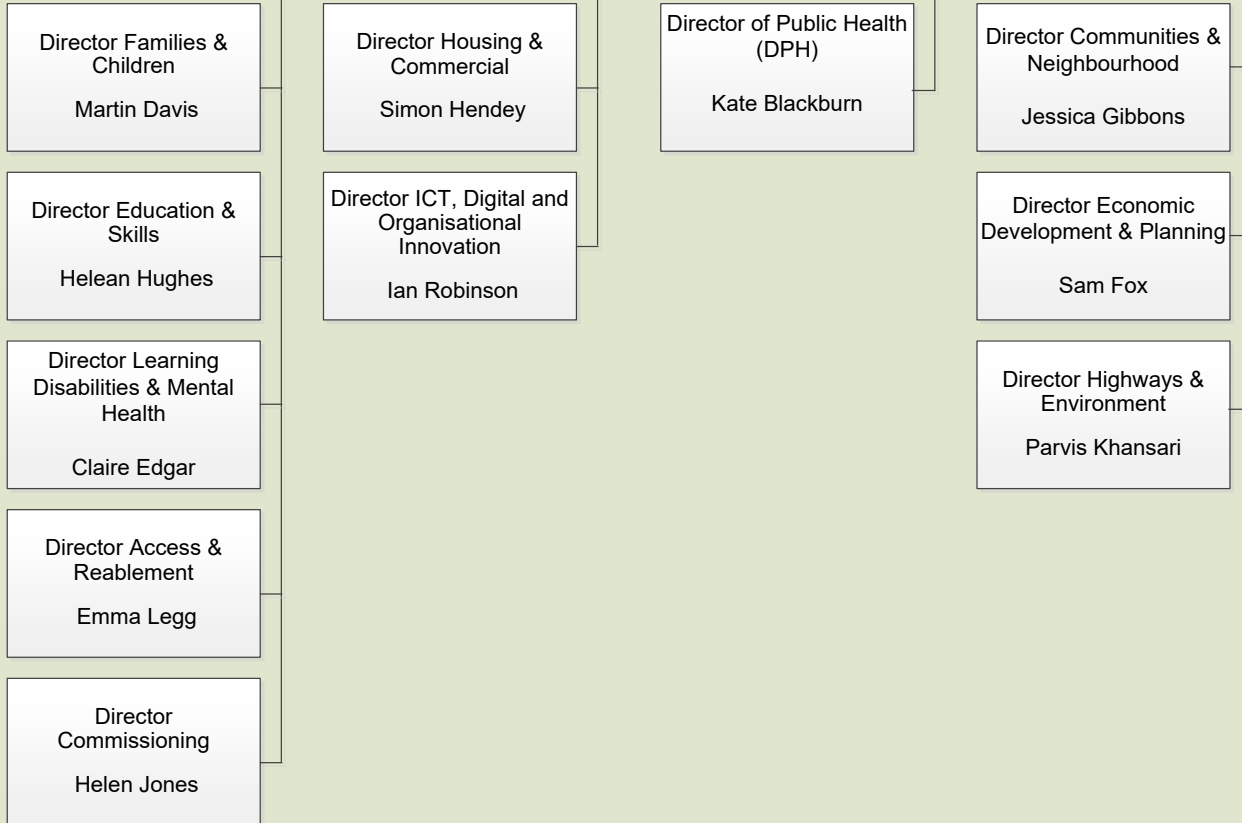 Director Families &
Children
Martin Davis
Director Education &
Skills
Helean Hughes
Director Learning
Disabilities & Mental
Health
Claire Edgar
Director Access &
Reablement
Emma Legg
Director
Commissioning
Helen Jones
Director Housing &
Commercial
Simon Hendey
Director ICT, Digital and
Organisational
Innovation
Ian Robinson
Director of Public Health
(DPH)
Kate Blackburn
Director Communities &
Neighbourhood
Jessica Gibbons
Director Economic
Development & Planning
Sam Fox
Director Highways &
Environment
Parvis Khansari